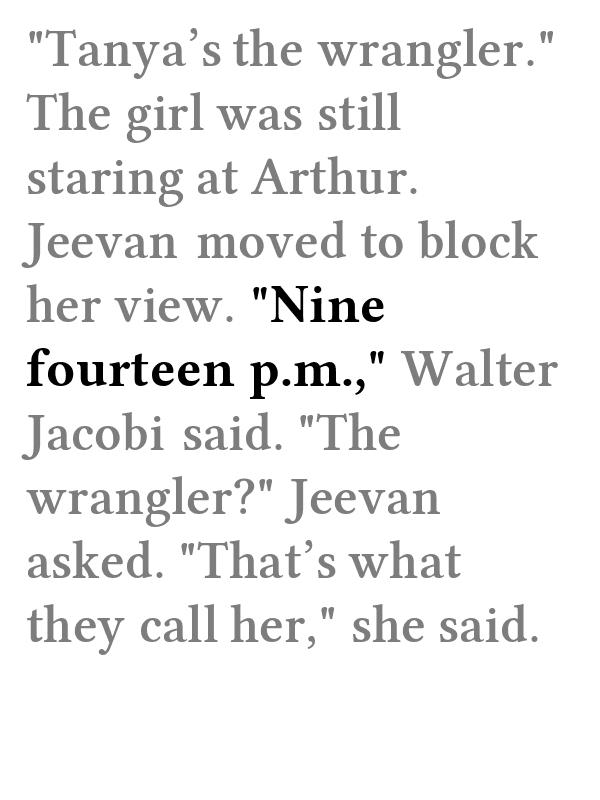 "Tanya’s the wrangler."
The girl was still
staring at Arthur.
Jeevan moved to block
her view. "Nine
fourteen p.m.," Walter
Jacobi said. "The
wrangler?" Jeevan
asked. "That’s what
they call her," she said.